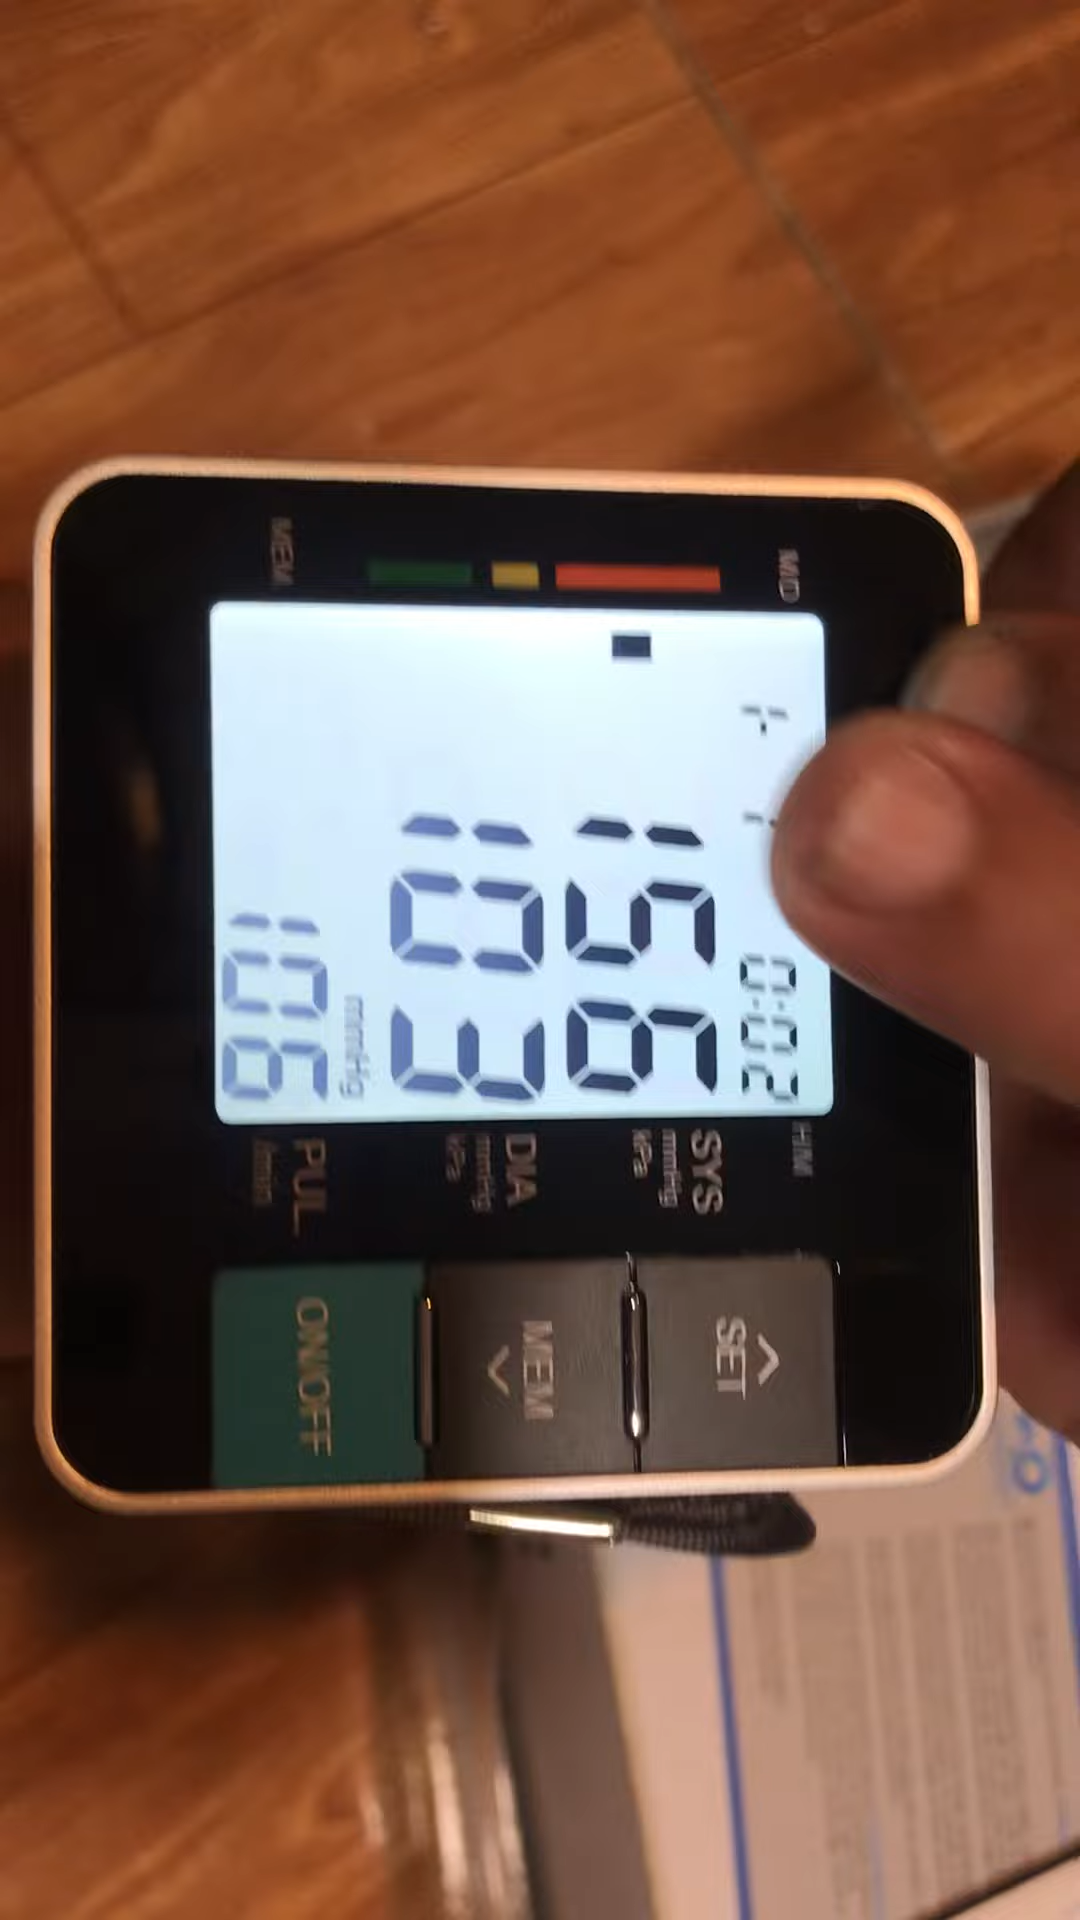 M/D
0:02 H/M
156 SYS
mmHg
kPa
SET
103 DIA
mmHg
kPa
MEM
mmHg
MEM
106 PUL
/min
ON/OFF